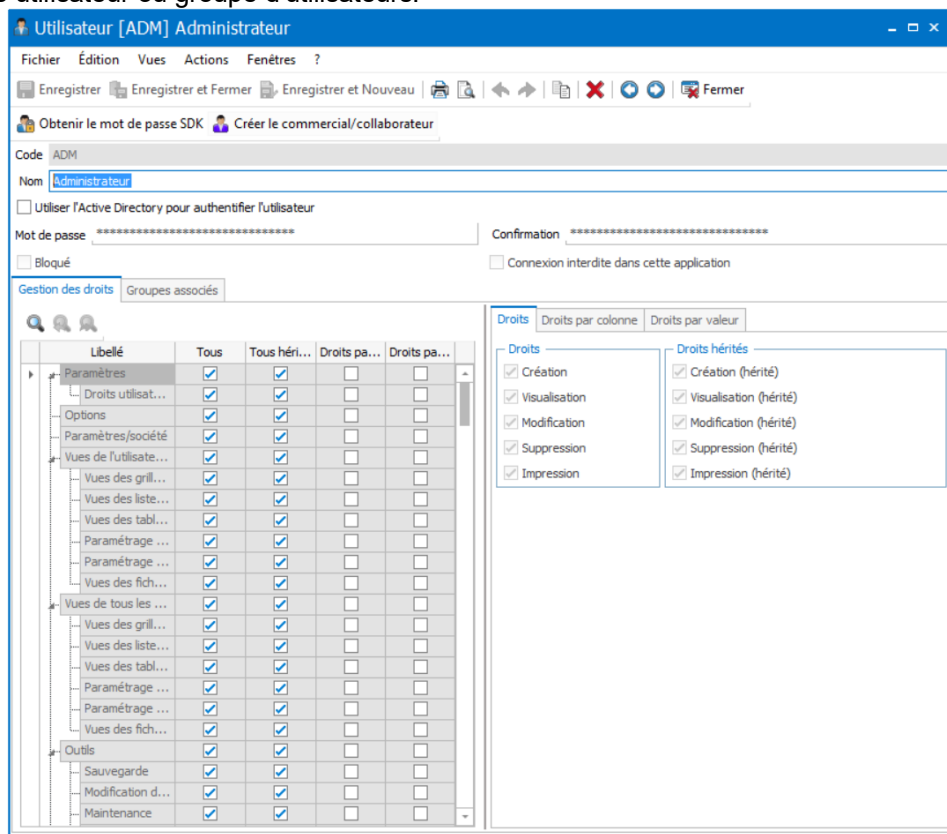 utilisateur ou groupe d'utilisateurs.
Utilisateur [ADM] Administrateur
Fichier Édition Vues Actions Fenêtres ?
Enregistrer Enregistrer et Fermer Enregistrer et Nouveau Fermer
Obtenir le mot de passe SDK Créer le commercial/collaborateur
Code ADM
Nom Administrateur
Utiliser l'Active Directory pour authentifier l'utilisateur
Mot de passe ****************************** Confirmation ******************************
Bloqué Connexion interdite dans cette application
Gestion des droits Groupes associés
Droits Droits par colonne Droits par valeur
Libellé Tous Tous héri... Droits pa... Droits pa...
Paramètres
Droits utilisat...
Options
Paramètres/société
Vues de l'utilisate...
Vues des grill...
Vues des liste...
Vues des tabl...
Paramétrage ...
Paramétrage ...
Vues des fich...
Vues de tous les ...
Vues des grill...
Vues des liste...
Vues des tabl...
Paramétrage ...
Paramétrage ...
Vues des fich...
Outils
Sauvegarde
Modification d...
Maintenance
Droits Droits hérités
Création Création (hérité)
Visualisation Visualisation (hérité)
Modification Modification (hérité)
Suppression Suppression (hérité)
Impression Impression (hérité)